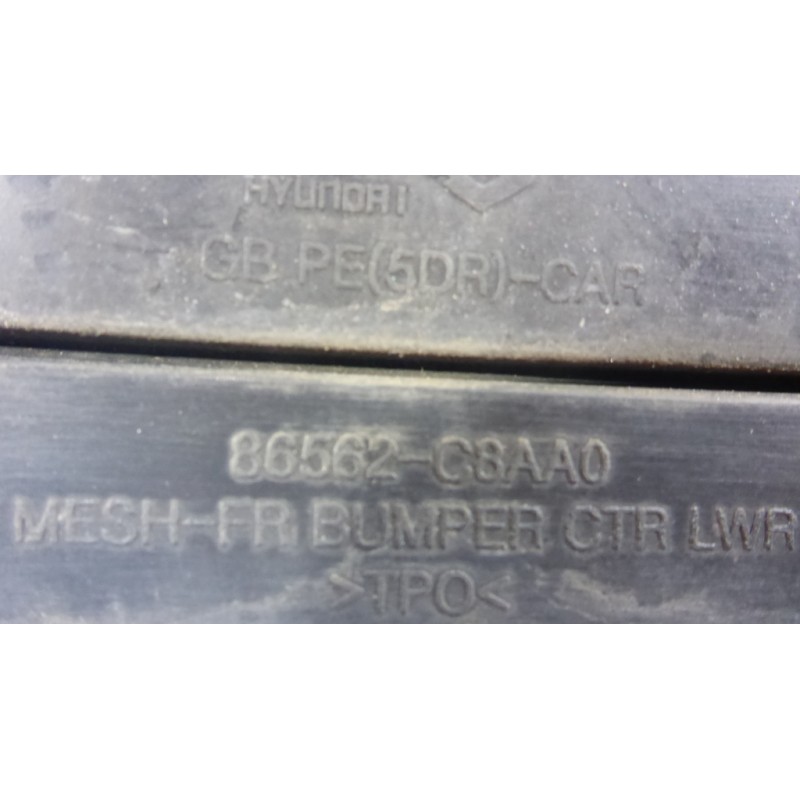 HYUNDAI
GB PE(5DR)-CAR
86562-C8AA0
MESH-FR BUMPER CTR LWR
>TPO<